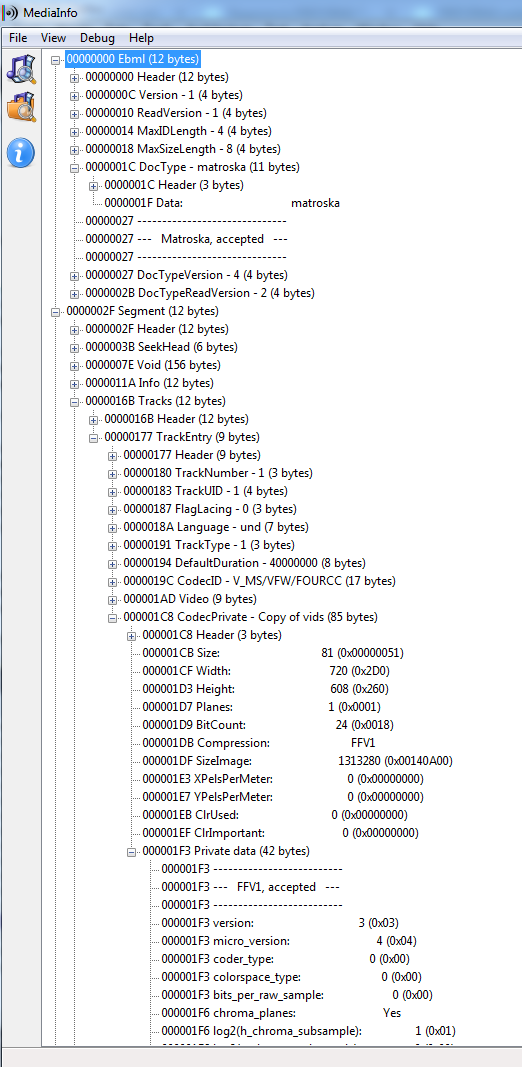 MediaInfo
File View Debug Help
00000000 Ebml (12 bytes)
00000000 Header (12 bytes)
0000000C Version - 1 (4 bytes)
00000010 ReadVersion - 1 (4 bytes)
00000014 MaxIDLength - 4 (4 bytes)
00000018 MaxSizeLength - 8 (4 bytes)
0000001C DocType - matroska (11 bytes)
0000001C Header (3 bytes)
0000001F Data: matroska
00000027 ------------------------------
00000027 --- Matroska, accepted ---
00000027 ------------------------------
00000027 DocTypeVersion - 4 (4 bytes)
0000002B DocTypeReadVersion - 2 (4 bytes)
0000002F Segment (12 bytes)
0000002F Header (12 bytes)
0000003B SeekHead (6 bytes)
0000007E Void (156 bytes)
0000011A Info (12 bytes)
0000016B Tracks (12 bytes)
0000016B Header (12 bytes)
00000177 TrackEntry (9 bytes)
00000177 Header (9 bytes)
00000180 TrackNumber - 1 (3 bytes)
00000183 TrackUID - 1 (4 bytes)
00000187 FlagLacing - 0 (3 bytes)
0000018A Language - und (7 bytes)
00000191 TrackType - 1 (3 bytes)
00000194 DefaultDuration - 40000000 (8 bytes)
0000019C CodecID - V_MS/VFW/FOURCC (17 bytes)
000001AD Video (9 bytes)
000001C8 CodecPrivate - Copy of vids (85 bytes)
000001C8 Header (3 bytes)
000001CB Size: 81 (0x00000051)
000001CF Width: 720 (0x2D0)
000001D3 Height: 608 (0x260)
000001D7 Planes: 1 (0x0001)
000001D9 BitCount: 24 (0x0018)
000001DB Compression: FFV1
000001DF SizeImage: 1313280 (0x00140A00)
000001E3 XPelsPerMeter: 0 (0x00000000)
000001E7 YPelsPerMeter: 0 (0x00000000)
000001EB ClrUsed: 0 (0x00000000)
000001EF ClrImportant: 0 (0x00000000)
000001F3 Private data (42 bytes)
000001F3 --------------------------
000001F3 --- FFV1, accepted ---
000001F3 --------------------------
000001F3 version: 3 (0x03)
000001F3 micro_version: 4 (0x04)
000001F3 coder_type: 0 (0x00)
000001F3 colorspace_type: 0 (0x00)
000001F3 bits_per_raw_sample: 0 (0x00)
000001F6 chroma_planes: Yes
000001F6 log2(h_chroma_subsample): 1 (0x01)